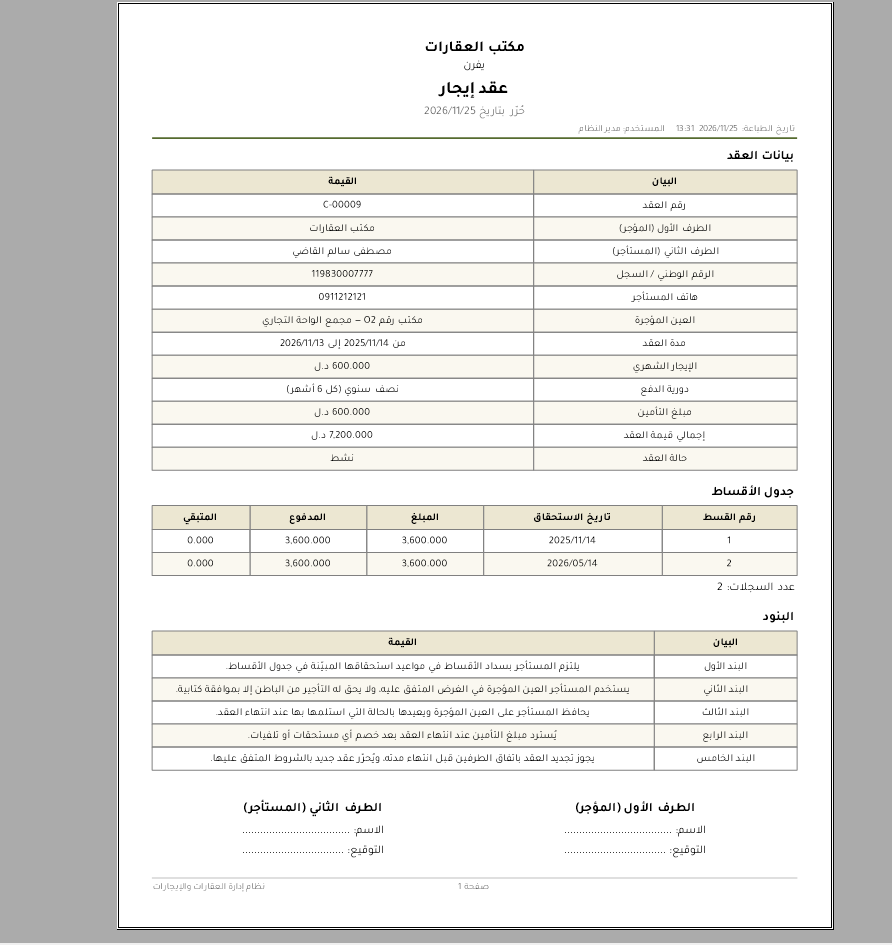 مكتب العقارات
يفرن
عقد إيجار
حُرّر بتاريخ 2026/11/25
تاريخ الطباعة: 2026/11/25 13:31 المستخدم: مدير النظام
بيانات العقد
البيان القيمة
رقم العقد C-00009
الطرف الأول (المؤجر) مكتب العقارات
الطرف الثاني (المستأجر) مصطفى سالم القاضي
الرقم الوطني / السجل 119830007777
هاتف المستأجر 0911212121
العين المؤجرة مكتب رقم O2 – مجمع الواحة التجاري
مدة العقد من 2025/11/14 إلى 2026/11/13
الإيجار الشهري 600.000 د.ل
دورية الدفع نصف سنوي (كل 6 أشهر)
مبلغ التأمين 600.000 د.ل
إجمالي قيمة العقد 7,200.000 د.ل
حالة العقد نشط
جدول الأقساط
رقم القسط تاريخ الاستحقاق المبلغ المدفوع المتبقي
1 2025/11/14 3,600.000 3,600.000 0.000
2 2026/05/14 3,600.000 3,600.000 0.000
عدد السجلات: 2
البنود
البيان القيمة
البند الأول يلتزم المستأجر بسداد الأقساط في مواعيد استحقاقها المبيّنة في جدول الأقساط.
البند الثاني يستخدم المستأجر العين المؤجرة في الغرض المتفق عليه، ولا يحق له التأجير من الباطن إلا بموافقة كتابية.
البند الثالث يحافظ المستأجر على العين المؤجرة ويعيدها بالحالة التي استلمها بها عند انتهاء العقد.
البند الرابع يُسترد مبلغ التأمين عند انتهاء العقد بعد خصم أي مستحقات أو تلفيات.
البند الخامس يجوز تجديد العقد باتفاق الطرفين قبل انتهاء مدته، ويُحرّر عقد جديد بالشروط المتفق عليها.
الطرف الأول (المؤجر) الطرف الثاني (المستأجر)
الاسم: .................................... الاسم: ....................................
التوقيع: .................................. التوقيع: ..................................
صفحة 1 نظام إدارة العقارات والإيجارات